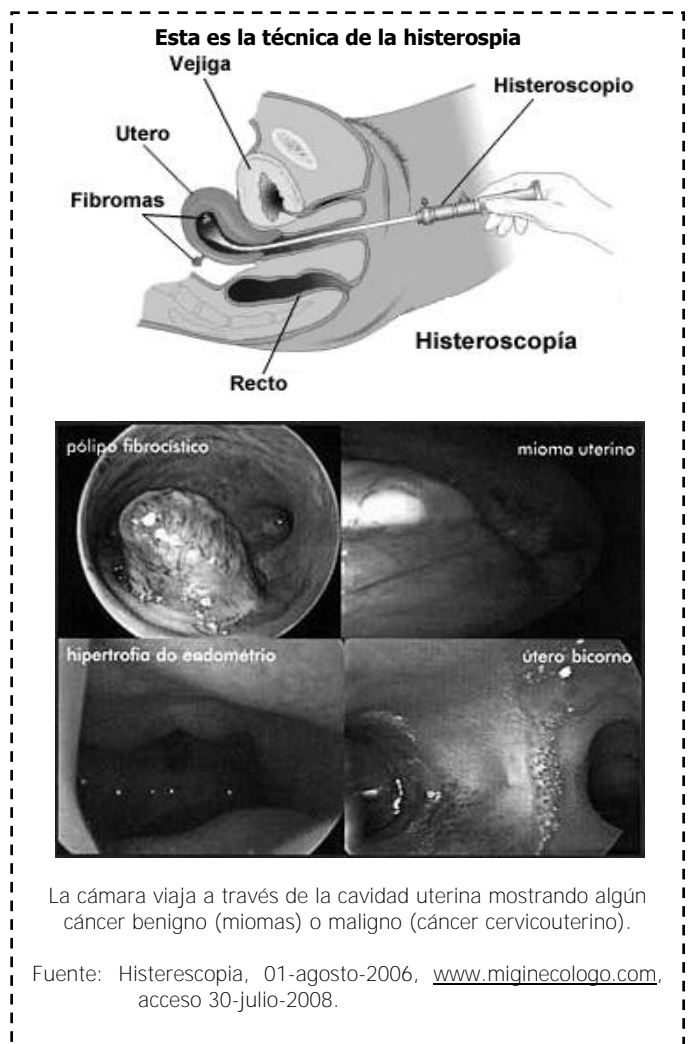 Esta es la técnica de la histerospia
Vejiga
Histeroscopio
Utero
Fibromas
Histeroscopía
Recto
pólipo fibrocístico
mioma uterino
hipertrofia do endométrio
útero bicorno
La cámara viaja a través de la cavidad uterina mostrando algún
cáncer benigno (miomas) o maligno (cáncer cervicouterino).
Fuente: Histerescopia, 01-agosto-2006, www.miginecologo.com,
acceso 30-julio-2008.